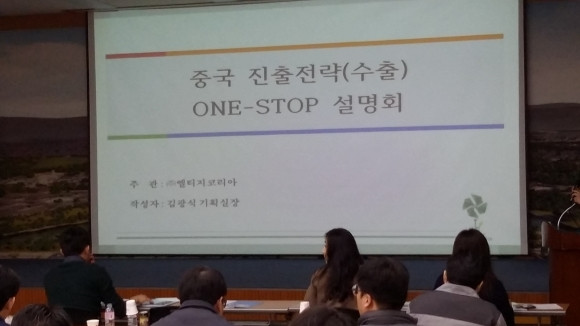 중국 진출전략(수출)
ONE-STOP 설명회
주 관 : ㈜엘티지코리아
작성자 : 김광식 기획실장